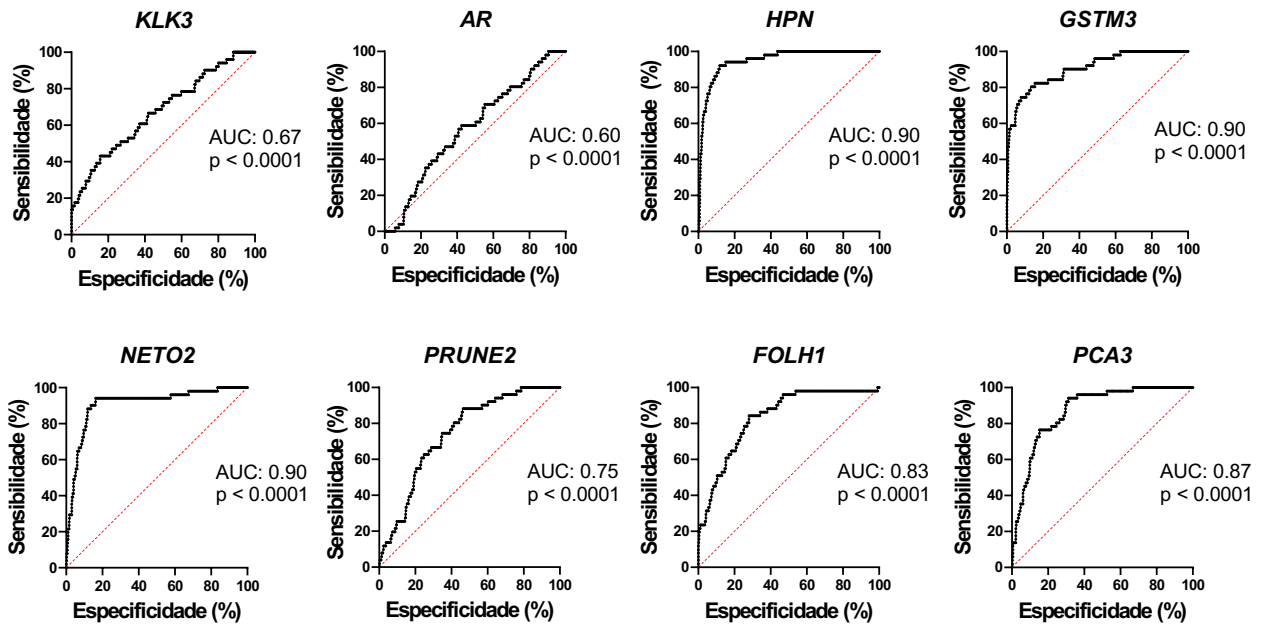 KLK3
AR
HPN
GSTM3
Sensibilidade (%)
100
80
60
40
20
0
AUC: 0.67
p < 0.0001
0 20 40 60 80 100
Especificidade (%)
Sensibilidade (%)
100
80
60
40
20
0
AUC: 0.60
p < 0.0001
0 20 40 60 80 100
Especificidade (%)
Sensibilidade (%)
100
80
60
40
20
0
AUC: 0.90
p < 0.0001
0 20 40 60 80 100
Especificidade (%)
Sensibilidade (%)
100
80
60
40
20
0
AUC: 0.90
p < 0.0001
0 20 40 60 80 100
Especificidade (%)
NETO2
PRUNE2
FOLH1
PCA3
Sensibilidade (%)
100
80
60
40
20
0
AUC: 0.90
p < 0.0001
0 20 40 60 80 100
Especificidade (%)
Sensibilidade (%)
100
80
60
40
20
0
AUC: 0.75
p < 0.0001
0 20 40 60 80 100
Especificidade (%)
Sensibilidade (%)
100
80
60
40
20
0
AUC: 0.83
p < 0.0001
0 20 40 60 80 100
Especificidade (%)
Sensibilidade (%)
100
80
60
40
20
0
AUC: 0.87
p < 0.0001
0 20 40 60 80 100
Especificidade (%)